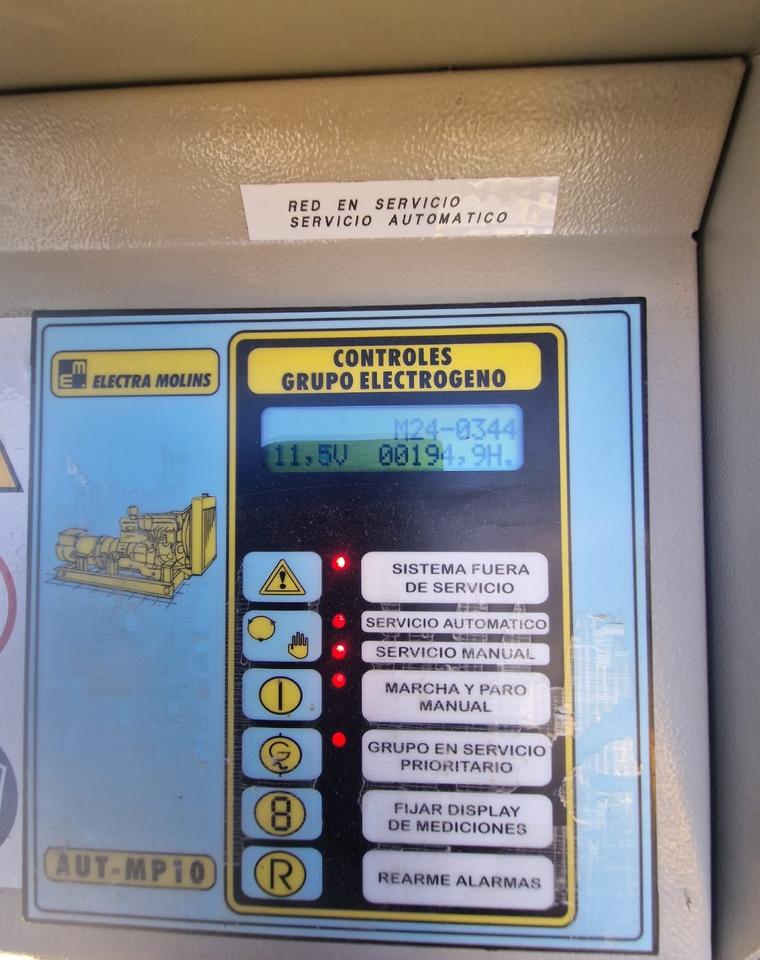 RED EN SERVICIO
SERVICIO AUTOMATICO
EM ELECTRA MOLINS
CONTROLES
GRUPO ELECTROGENO
M24-0344
11,5V 00194,9H.
SISTEMA FUERA
DE SERVICIO
SERVICIO AUTOMATICO
SERVICIO MANUAL
I
MARCHA Y PARO
MANUAL
G
GRUPO EN SERVICIO
PRIORITARIO
8
FIJAR DISPLAY
DE MEDICIONES
R
REARME ALARMAS
AUT-MP10